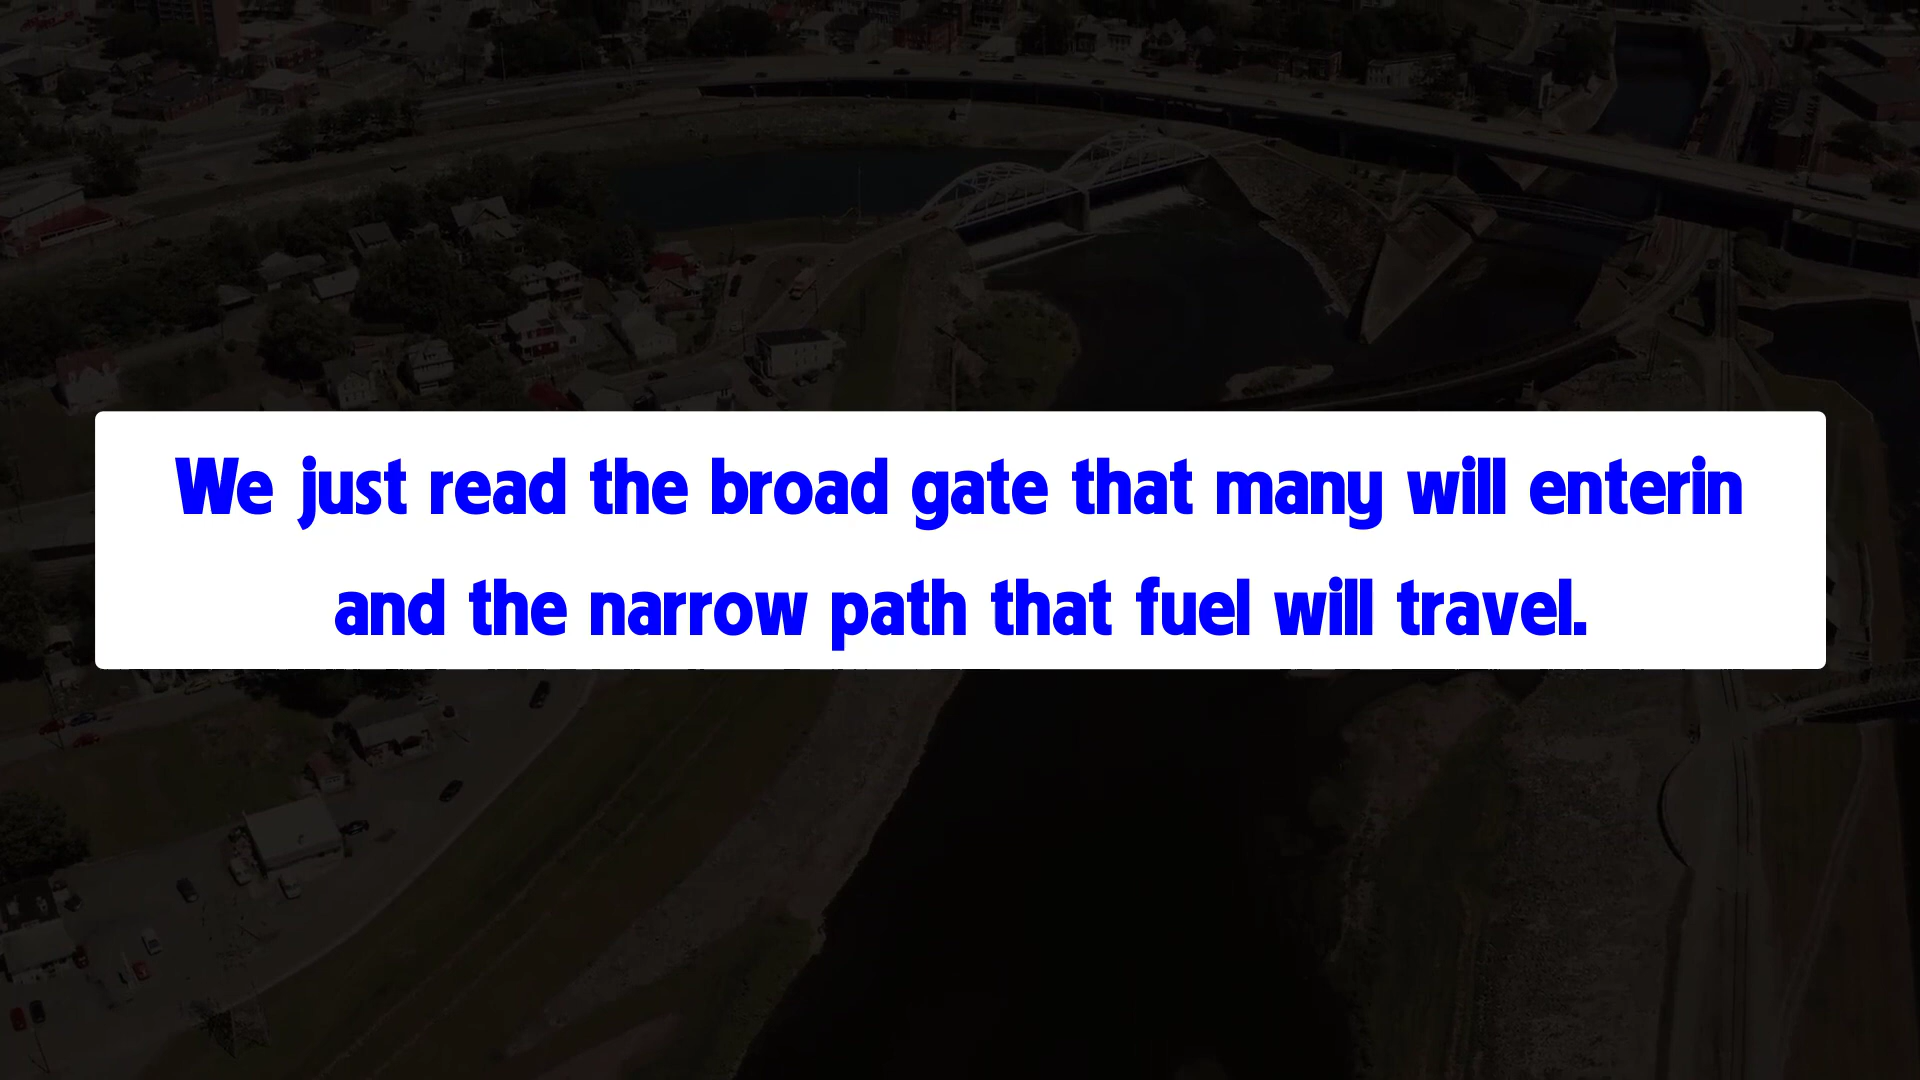 We just read the broad gate that many will enterin
and the narrow path that fuel will travel.